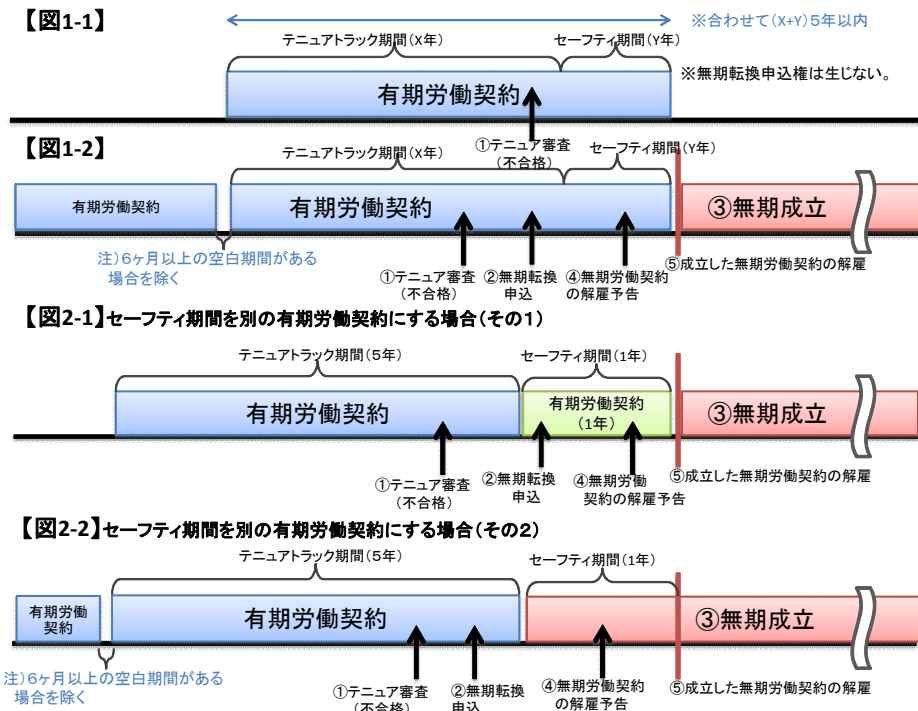 【図1-1】
※合わせて(X+Y)5年以内
テニュアトラック期間(X年)
セーフティ期間(Y年)
有期労働契約
※無期転換申込権は生じない。
①テニュア審査
(不合格)
【図1-2】
テニュアトラック期間(X年)
セーフティ期間(Y年)
有期労働契約
有期労働契約
③無期成立
注)6ヶ月以上の空白期間がある
場合を除く
①テニュア審査
(不合格)
②無期転換
申込
④無期労働契約
の解雇予告
⑤成立した無期労働契約の解雇
【図2-1】セーフティ期間を別の有期労働契約にする場合(その1)
テニュアトラック期間(5年)
セーフティ期間(1年)
有期労働契約
有期労働契約
(1年)
③無期成立
①テニュア審査
(不合格)
②無期転換
申込
④無期労働
契約の解雇予告
⑤成立した無期労働契約の解雇
【図2-2】セーフティ期間を別の有期労働契約にする場合(その2)
テニュアトラック期間(5年)
セーフティ期間(1年)
有期労働
契約
有期労働契約
③無期成立
注)6ヶ月以上の空白期間がある
場合を除く
①テニュア審査
(不合格)
②無期転換
申込
④無期労働契約
の解雇予告
⑤成立した無期労働契約の解雇